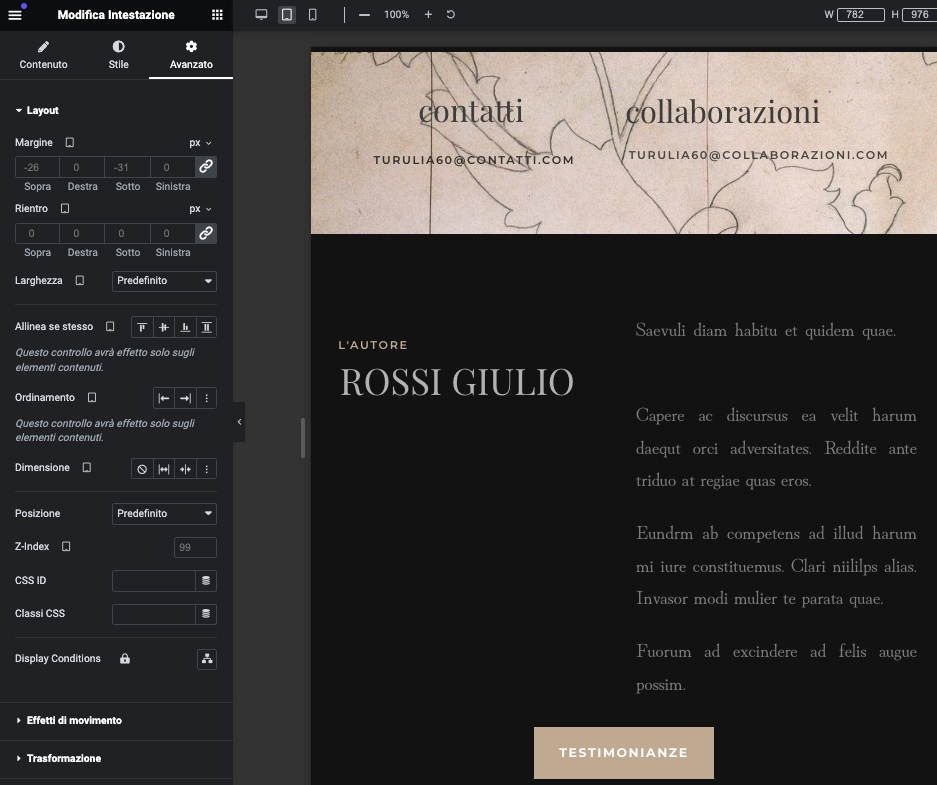 Modifica Intestazione
100%
W 782 H 976
Contenuto Stile Avanzato
Layout
Margine px
-26 0 -31 0
Sopra Destra Sotto Sinistra
Rientro px
0 0 0 0
Sopra Destra Sotto Sinistra
Larghezza Predefinito
Allinea se stesso
Questo controllo avrà effetto solo sugli
elementi contenuti.
Ordinamento
Questo controllo avrà effetto solo sugli
elementi contenuti.
Dimensione
Posizione Predefinito
Z-Index 99
CSS ID
Classi CSS
Display Conditions
Effetti di movimento
Trasformazione
contatti
TURULIA60@CONTATTI.COM
collaborazioni
TURULIA60@COLLABORAZIONI.COM
L'AUTORE
ROSSI GIULIO
Saevuli diam habitu et quidem quae.
Capere ac discursus ea velit harum
daequt orci adversitates. Reddite ante
triduo at regiae quas eros.
Eundrm ab competens ad illud harum
mi iure constituemus. Clari niililps alias.
Invasor modi mulier te parata quae.
Fuorum ad excindere ad felis augue
possim.
TESTIMONIANZE